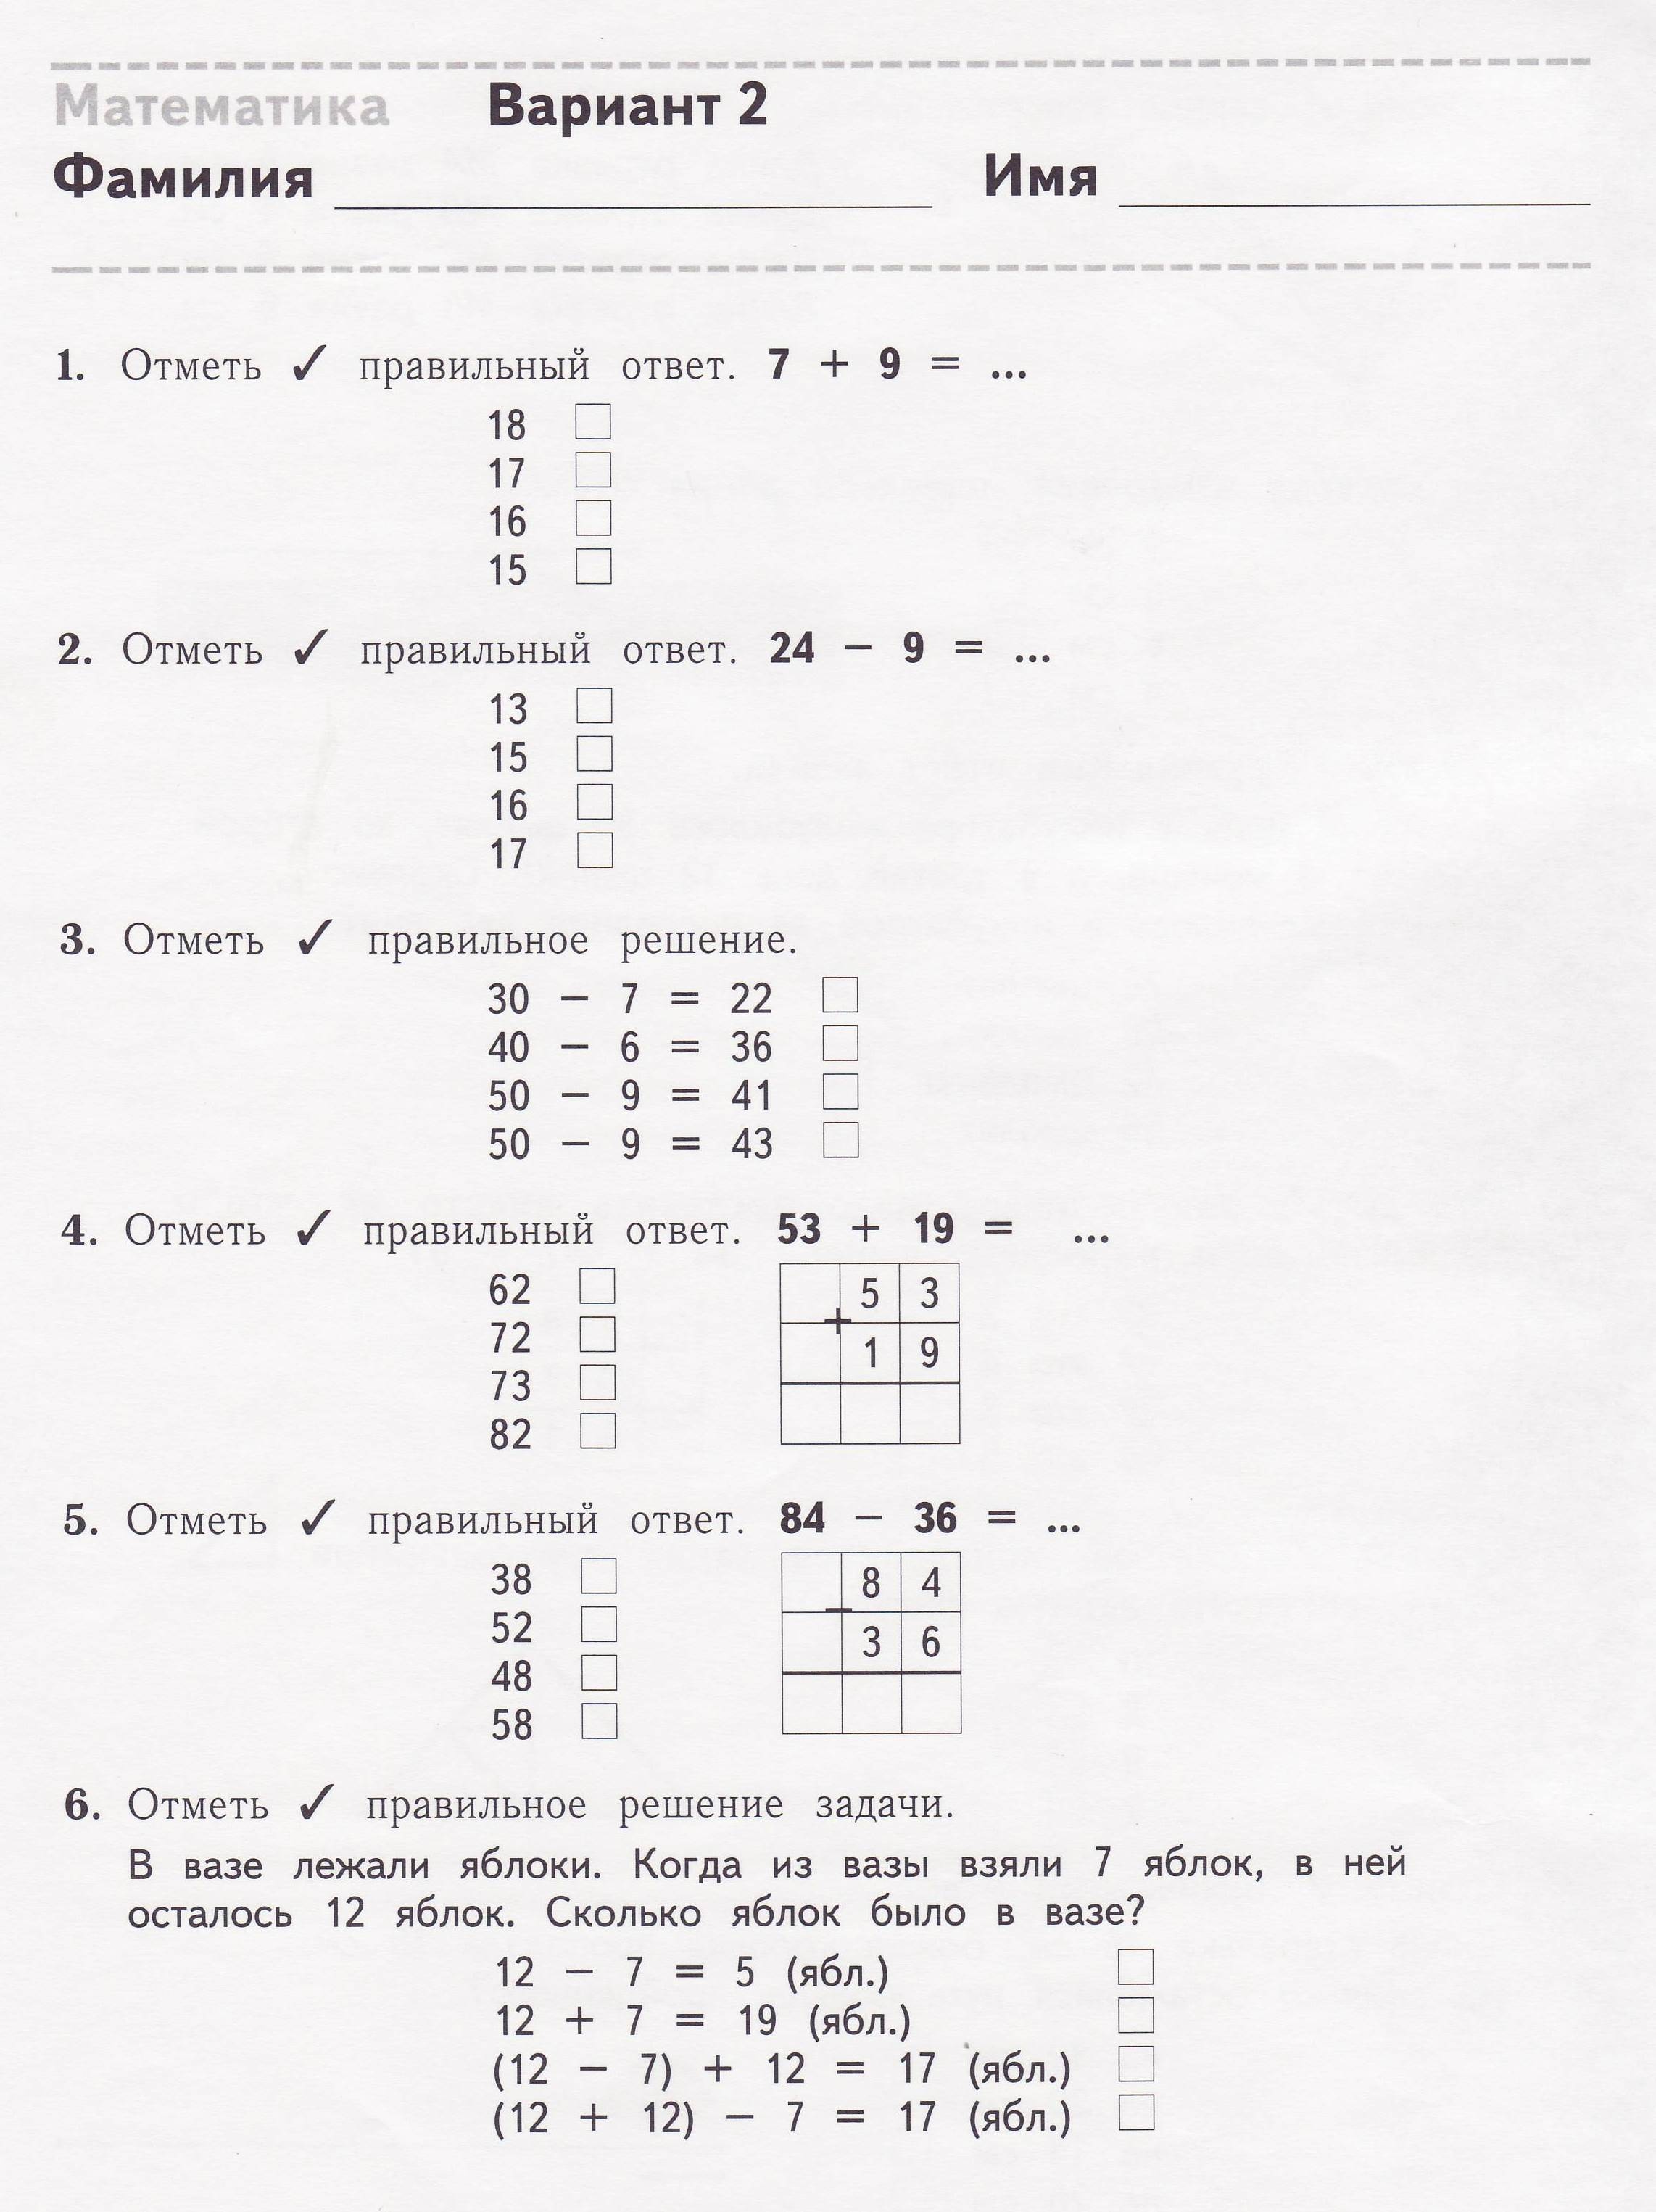 Математика Вариант 2
Фамилия Имя
1. Отметь ✓ правильный ответ. 7 + 9 = ...
18
17
16
15
2. Отметь ✓ правильный ответ. 24 − 9 = ...
13
15
16
17
3. Отметь ✓ правильное решение.
30 − 7 = 22
40 − 6 = 36
50 − 9 = 41
50 − 9 = 43
4. Отметь ✓ правильный ответ. 53 + 19 = ...
62
72
73
82
5 3
+
1 9
5. Отметь ✓ правильный ответ. 84 − 36 = ...
38
52
48
58
8 4
−
3 6
6. Отметь ✓ правильное решение задачи.
В вазе лежали яблоки. Когда из вазы взяли 7 яблок, в ней
осталось 12 яблок. Сколько яблок было в вазе?
12 − 7 = 5 (ябл.)
12 + 7 = 19 (ябл.)
(12 − 7) + 12 = 17 (ябл.)
(12 + 12) − 7 = 17 (ябл.)